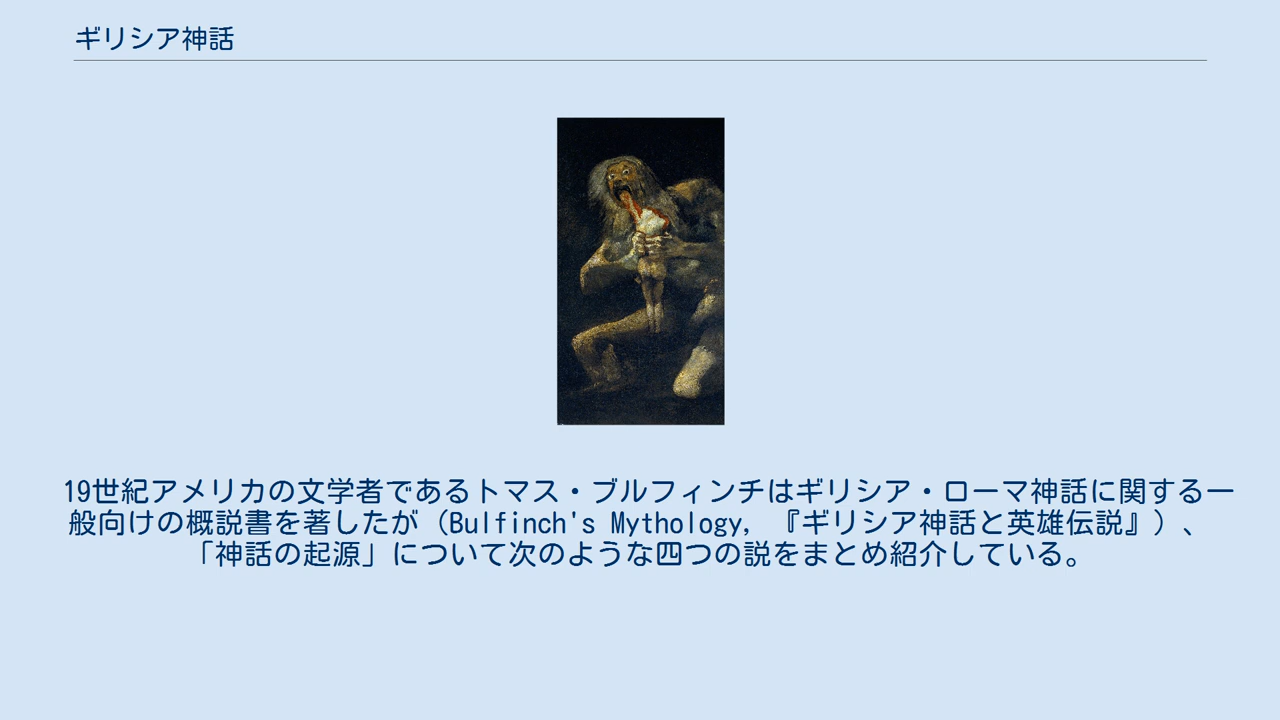 ギリシア神話
19世紀アメリカの文学者であるトマス・ブルフィンチはギリシア・ローマ神話に関する一
般向けの概説書を著したが（Bulfinch's Mythology, 『ギリシア神話と英雄伝説』）、
「神話の起源」について次のような四つの説をまとめ紹介している。